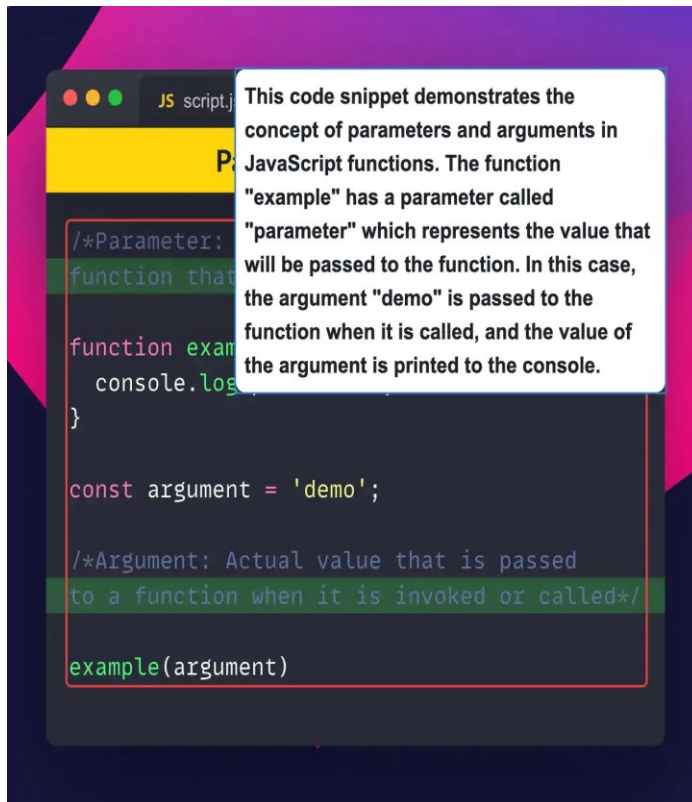 JS script.js
This code snippet demonstrates the
concept of parameters and arguments in
JavaScript functions. The function
"example" has a parameter called
"parameter" which represents the value that
will be passed to the function. In this case,
the argument "demo" is passed to the
function when it is called, and the value of
the argument is printed to the console.
/*Parameter:
function that
function
console.log
}
const argument = 'demo';
/*Argument: Actual value that is passed
to a function when it is invoked or called*/
example(argument)